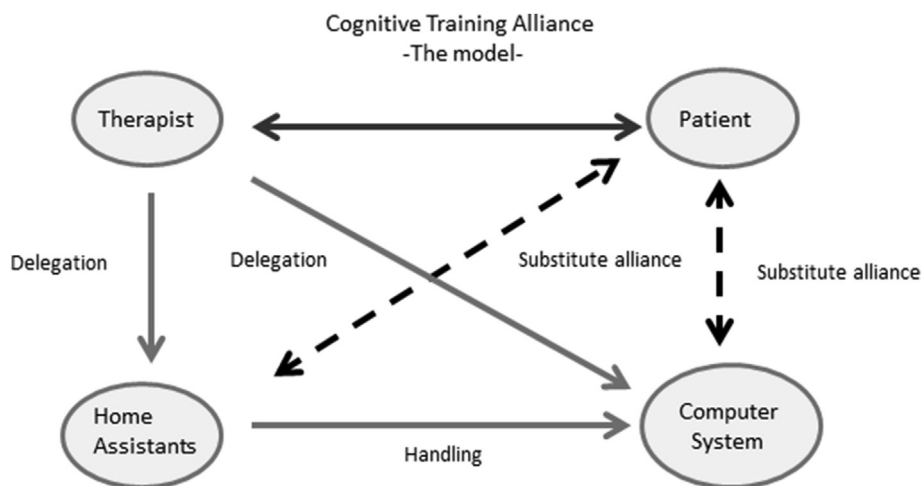 Cognitive Training Alliance
-The model-
Therapist
Patient
Delegation
Delegation
Substitute alliance
Substitute alliance
Home
Assistants
Handling
Computer
System